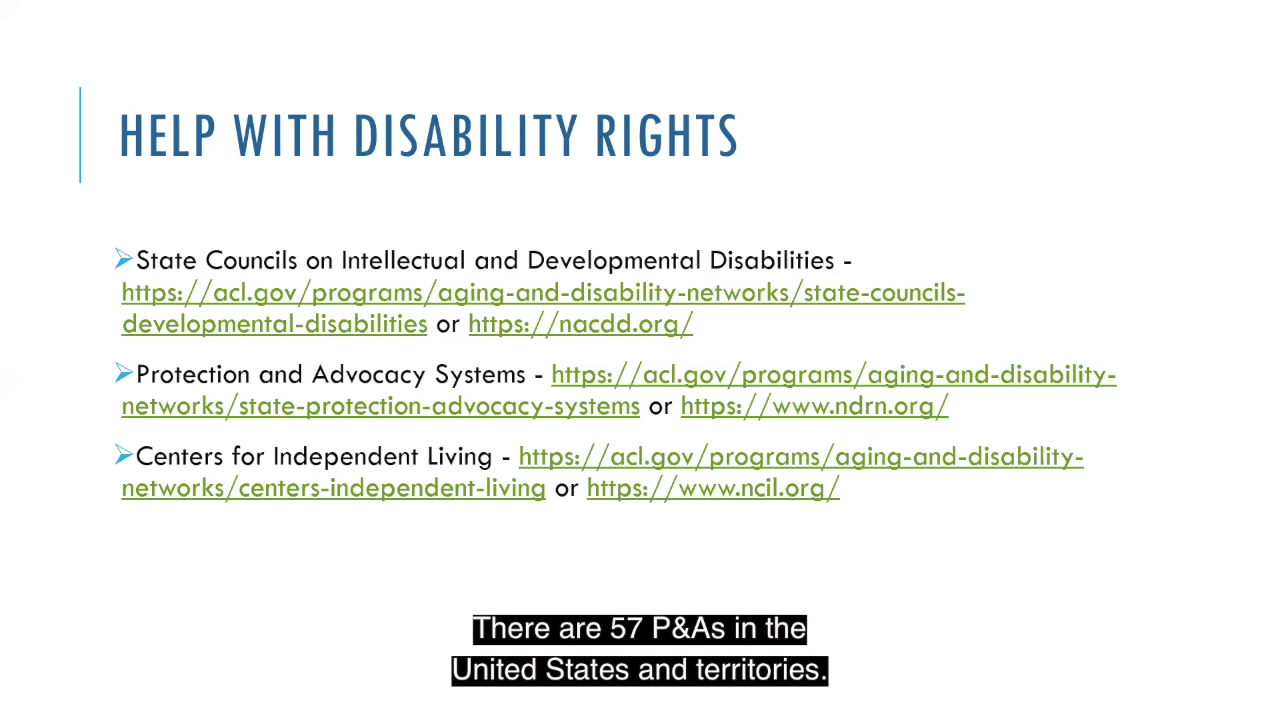 HELP WITH DISABILITY RIGHTS
State Councils on Intellectual and Developmental Disabilities -
https://acl.gov/programs/aging-and-disability-networks/state-councils-
developmental-disabilities or https://nacdd.org/
Protection and Advocacy Systems - https://acl.gov/programs/aging-and-disability-
networks/state-protection-advocacy-systems or https://www.ndrn.org/
Centers for Independent Living - https://acl.gov/programs/aging-and-disability-
networks/centers-independent-living or https://www.ncil.org/
There are 57 P&As in the
United States and territories.